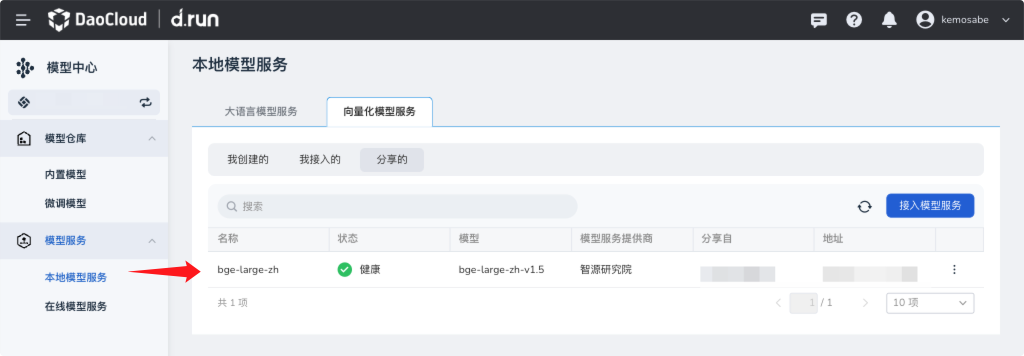 DaoCloud d.run kemosabe
模型中心
模型仓库
内置模型
微调模型
模型服务
本地模型服务
在线模型服务
本地模型服务
大语言模型服务 向量化模型服务
我创建的 我接入的 分享的
搜索 接入模型服务
名称 状态 模型 模型服务提供商 分享自 地址
bge-large-zh 健康 bge-large-zh-v1.5 智源研究院
共 1 项 1 / 1 10 项